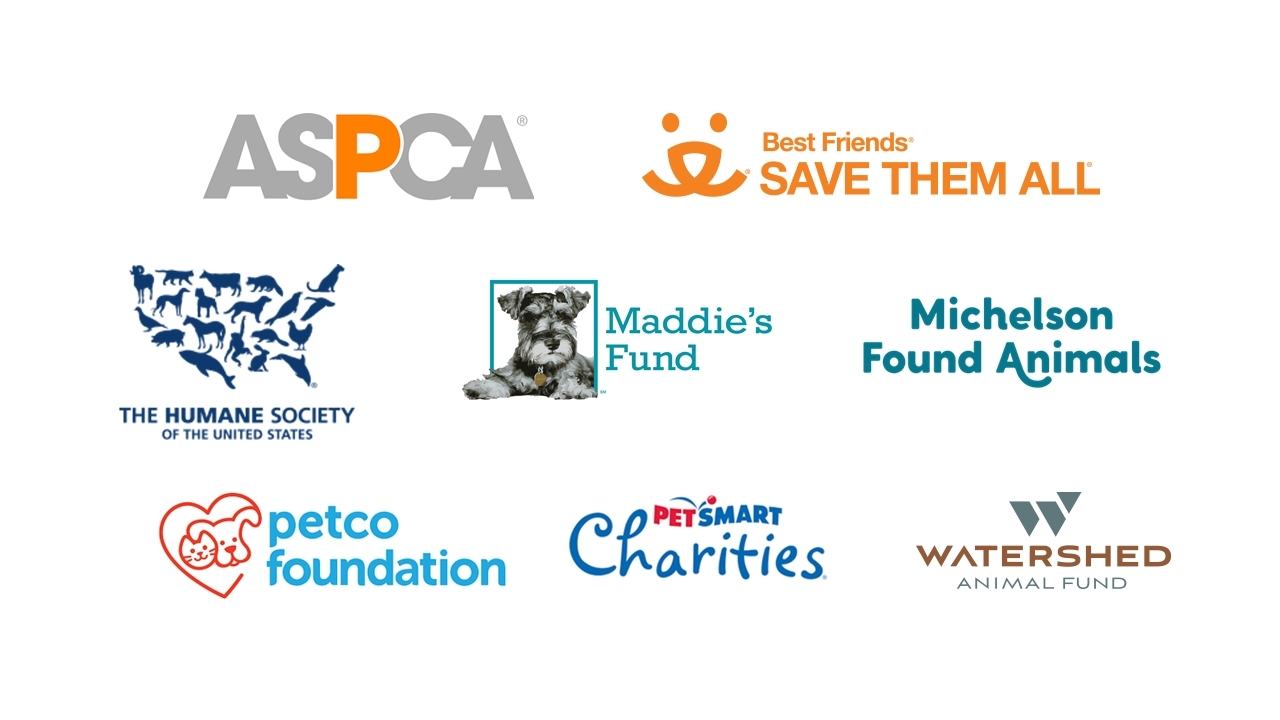 ASPCA®
Best Friends®
SAVE THEM ALL®
THE HUMANE SOCIETY
OF THE UNITED STATES
®
Maddie's
Fund
℠
Michelson
Found Animals
petco
foundation
PETSMART
Charities®
WATERSHED
ANIMAL FUND